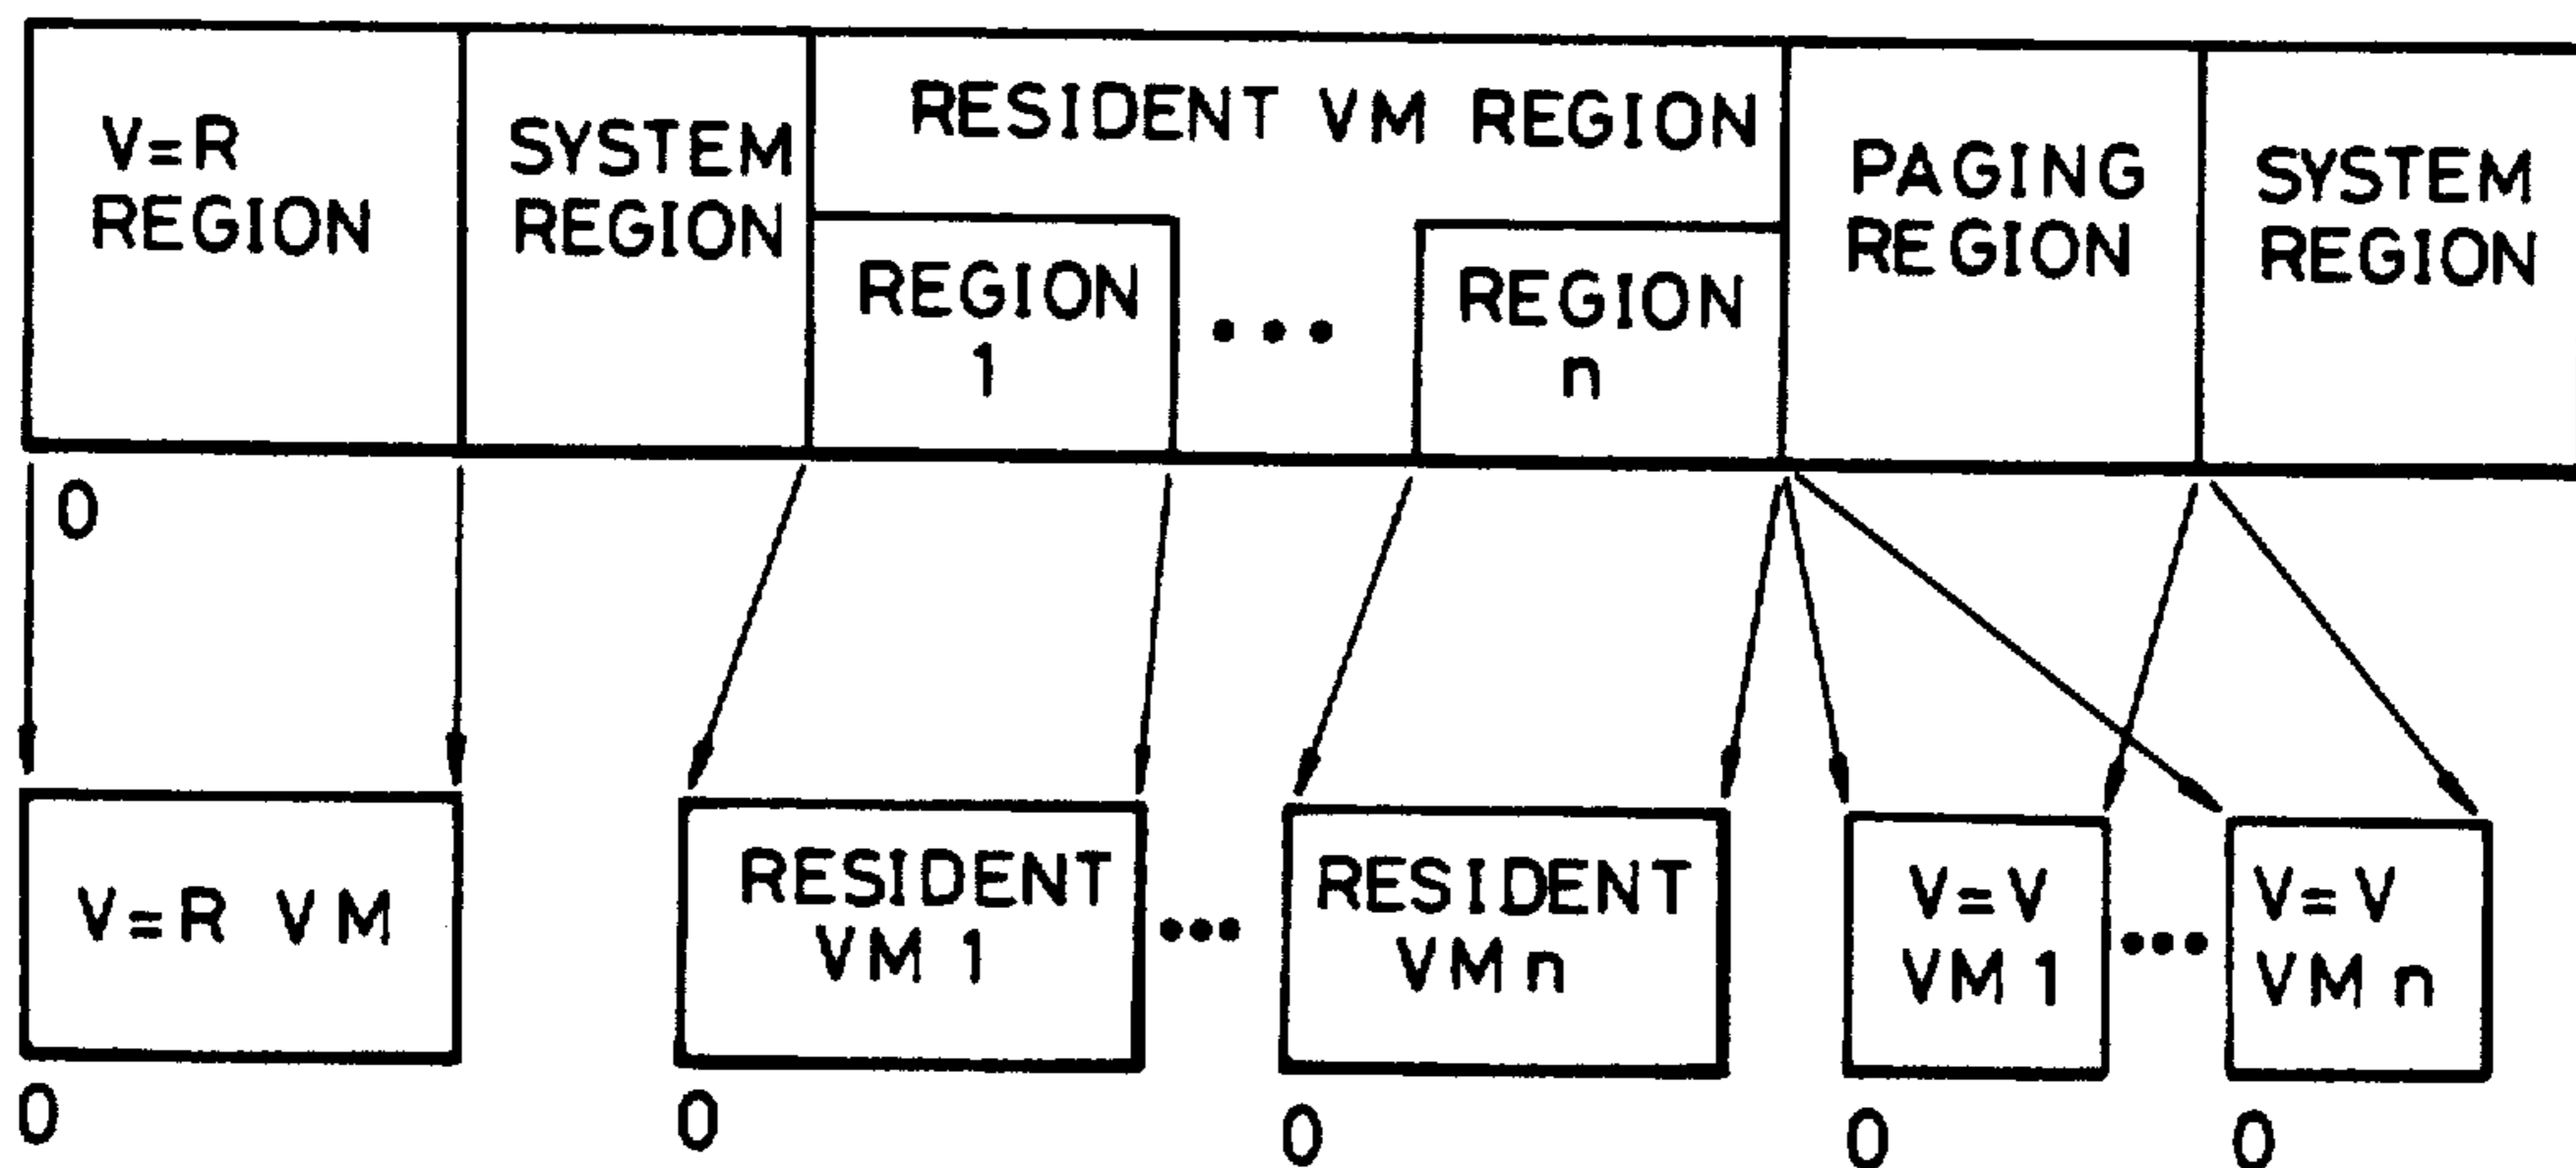 V=R
REGION
SYSTEM
REGION
RESIDENT VM REGION
REGION
1
• • •
REGION
n
PAGING
REGION
SYSTEM
REGION
0
V=R VM
RESIDENT
VM 1
•••
RESIDENT
VM n
V=V
VM 1
•••
V=V
VM n
0
0
0
0
0